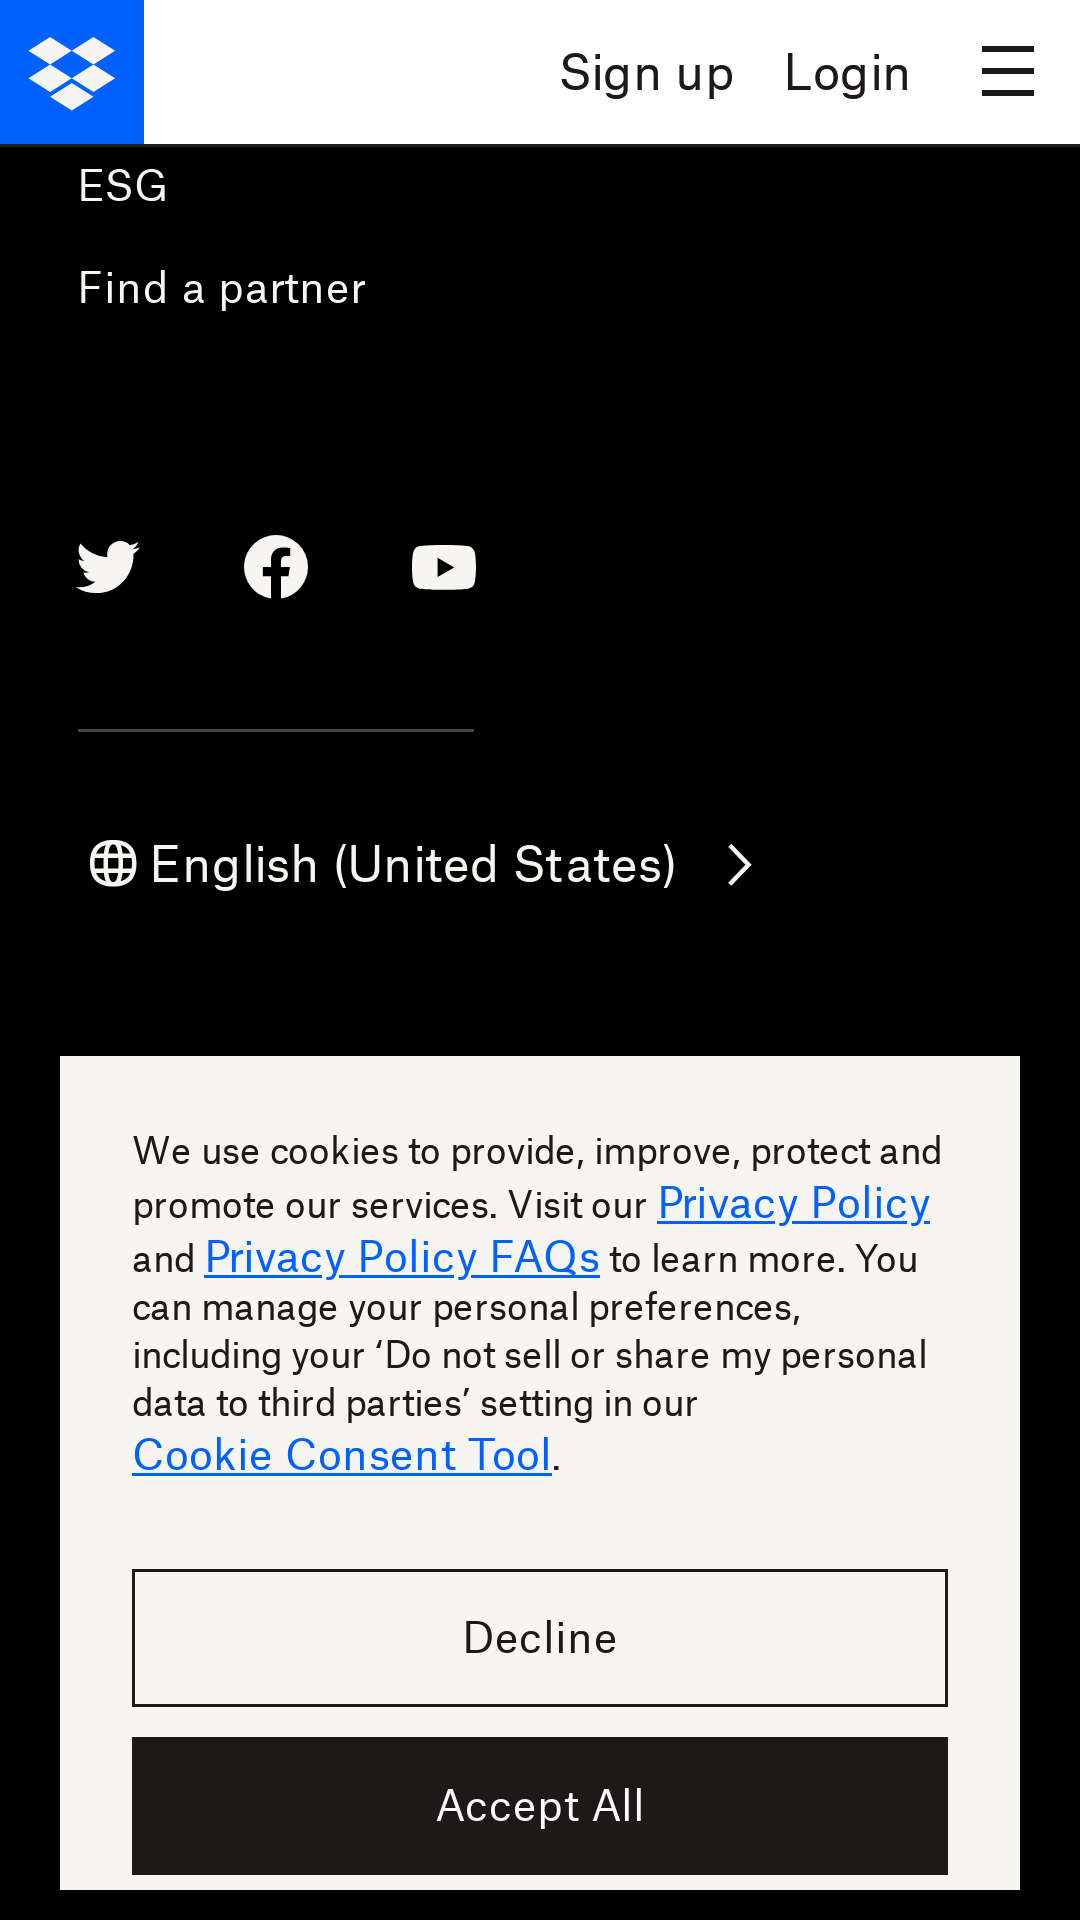 Sign up Login
ESG
Find a partner
English (United States)
We use cookies to provide, improve, protect and
promote our services. Visit our Privacy Policy
and Privacy Policy FAQs to learn more. You
can manage your personal preferences,
including your ‘Do not sell or share my personal
data to third parties’ setting in our
Cookie Consent Tool.
Decline
Accept All